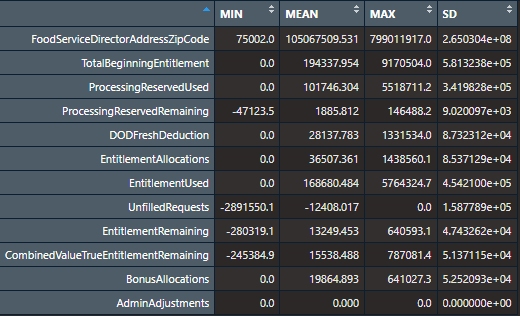 MIN MEAN MAX SD
FoodServiceDirectorAddressZipCode 75002.0 105067509.531 799011917.0 2.650304e+08
TotalBeginningEntitlement 0.0 194337.954 9170504.0 5.813238e+05
ProcessingReservedUsed 0.0 101746.304 5518711.2 3.419828e+05
ProcessingReservedRemaining -47123.5 1885.812 146488.2 9.020097e+03
DODFreshDeduction 0.0 28137.783 1331534.0 8.732312e+04
EntitlementAllocations 0.0 36507.361 1438560.1 8.537129e+04
EntitlementUsed 0.0 168680.484 5764324.7 4.542100e+05
UnfilledRequests -2891550.1 -12408.017 0.0 1.587789e+05
EntitlementRemaining -280319.1 13249.453 640593.1 4.743262e+04
CombinedValueTrueEntitlementRemaining -245384.9 15538.488 787081.4 5.137115e+04
BonusAllocations 0.0 19864.893 641027.3 5.252093e+04
AdminAdjustments 0.0 0.000 0.0 0.000000e+00